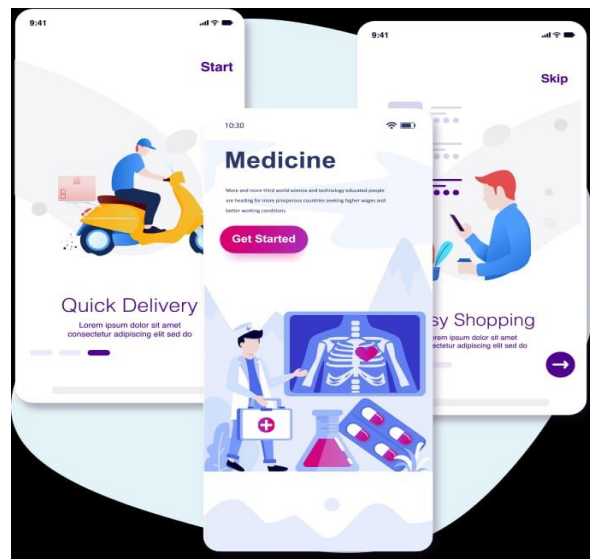 9:41
Start
Quick Delivery
Lorem ipsum dolor sit amet
consectetur adipiscing elit sed do
10:30
Medicine
More and more third world science and technology educated people
are heading for more prosperous countries seeking higher wages and
better working conditions.
Get Started
9:41
Skip
sy Shopping
rem ipsum dolor sit amet
ectetur adipiscing elit sed do